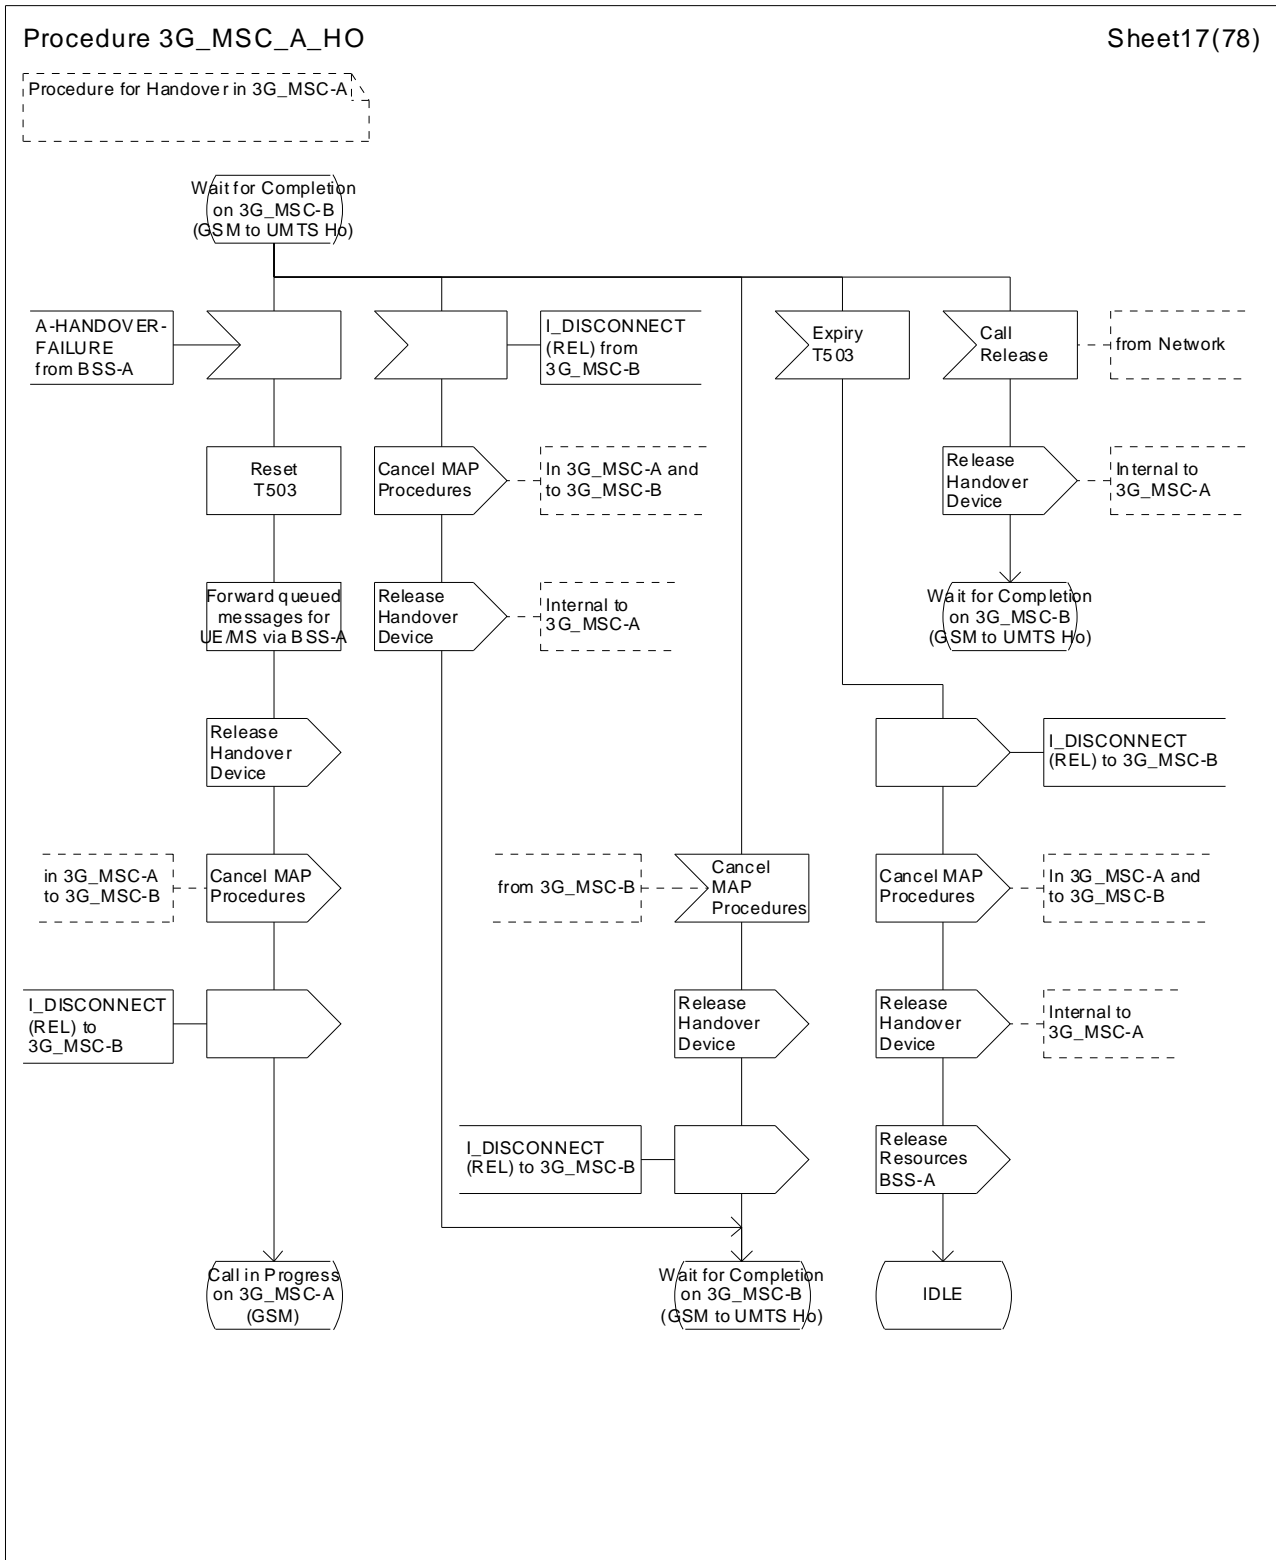 Procedure 3G_MSC_A_HO
Sheet17(78)
Procedure for Handover in 3G_MSC-A
Wait for Completion
on 3G_MSC-B
(GSM to UMTS Ho)
A-HANDOVER-
FAILURE
from BSS-A
I_DISCONNECT
(REL) from
3G_MSC-B
Expiry
T503
Call
Release
from Network
Reset
T503
Cancel MAP
Procedures
In 3G_MSC-A and
to 3G_MSC-B
Release
Handover
Device
Internal to
3G_MSC-A
Forward queued
messages for
UE/MS via BSS-A
Release
Handover
Device
Internal to
3G_MSC-A
Wait for Completion
on 3G_MSC-B
(GSM to UMTS Ho)
Release
Handover
Device
I_DISCONNECT
(REL) to 3G_MSC-B
in 3G_MSC-A
to 3G_MSC-B
Cancel MAP
Procedures
from 3G_MSC-B
Cancel
MAP
Procedures
Cancel MAP
Procedures
In 3G_MSC-A and
to 3G_MSC-B
I_DISCONNECT
(REL) to
3G_MSC-B
Release
Handover
Device
Release
Handover
Device
Internal to
3G_MSC-A
I_DISCONNECT
(REL) to 3G_MSC-B
Release
Resources
BSS-A
Call in Progress
on 3G_MSC-A
(GSM)
Wait for Completion
on 3G_MSC-B
(GSM to UMTS Ho)
IDLE